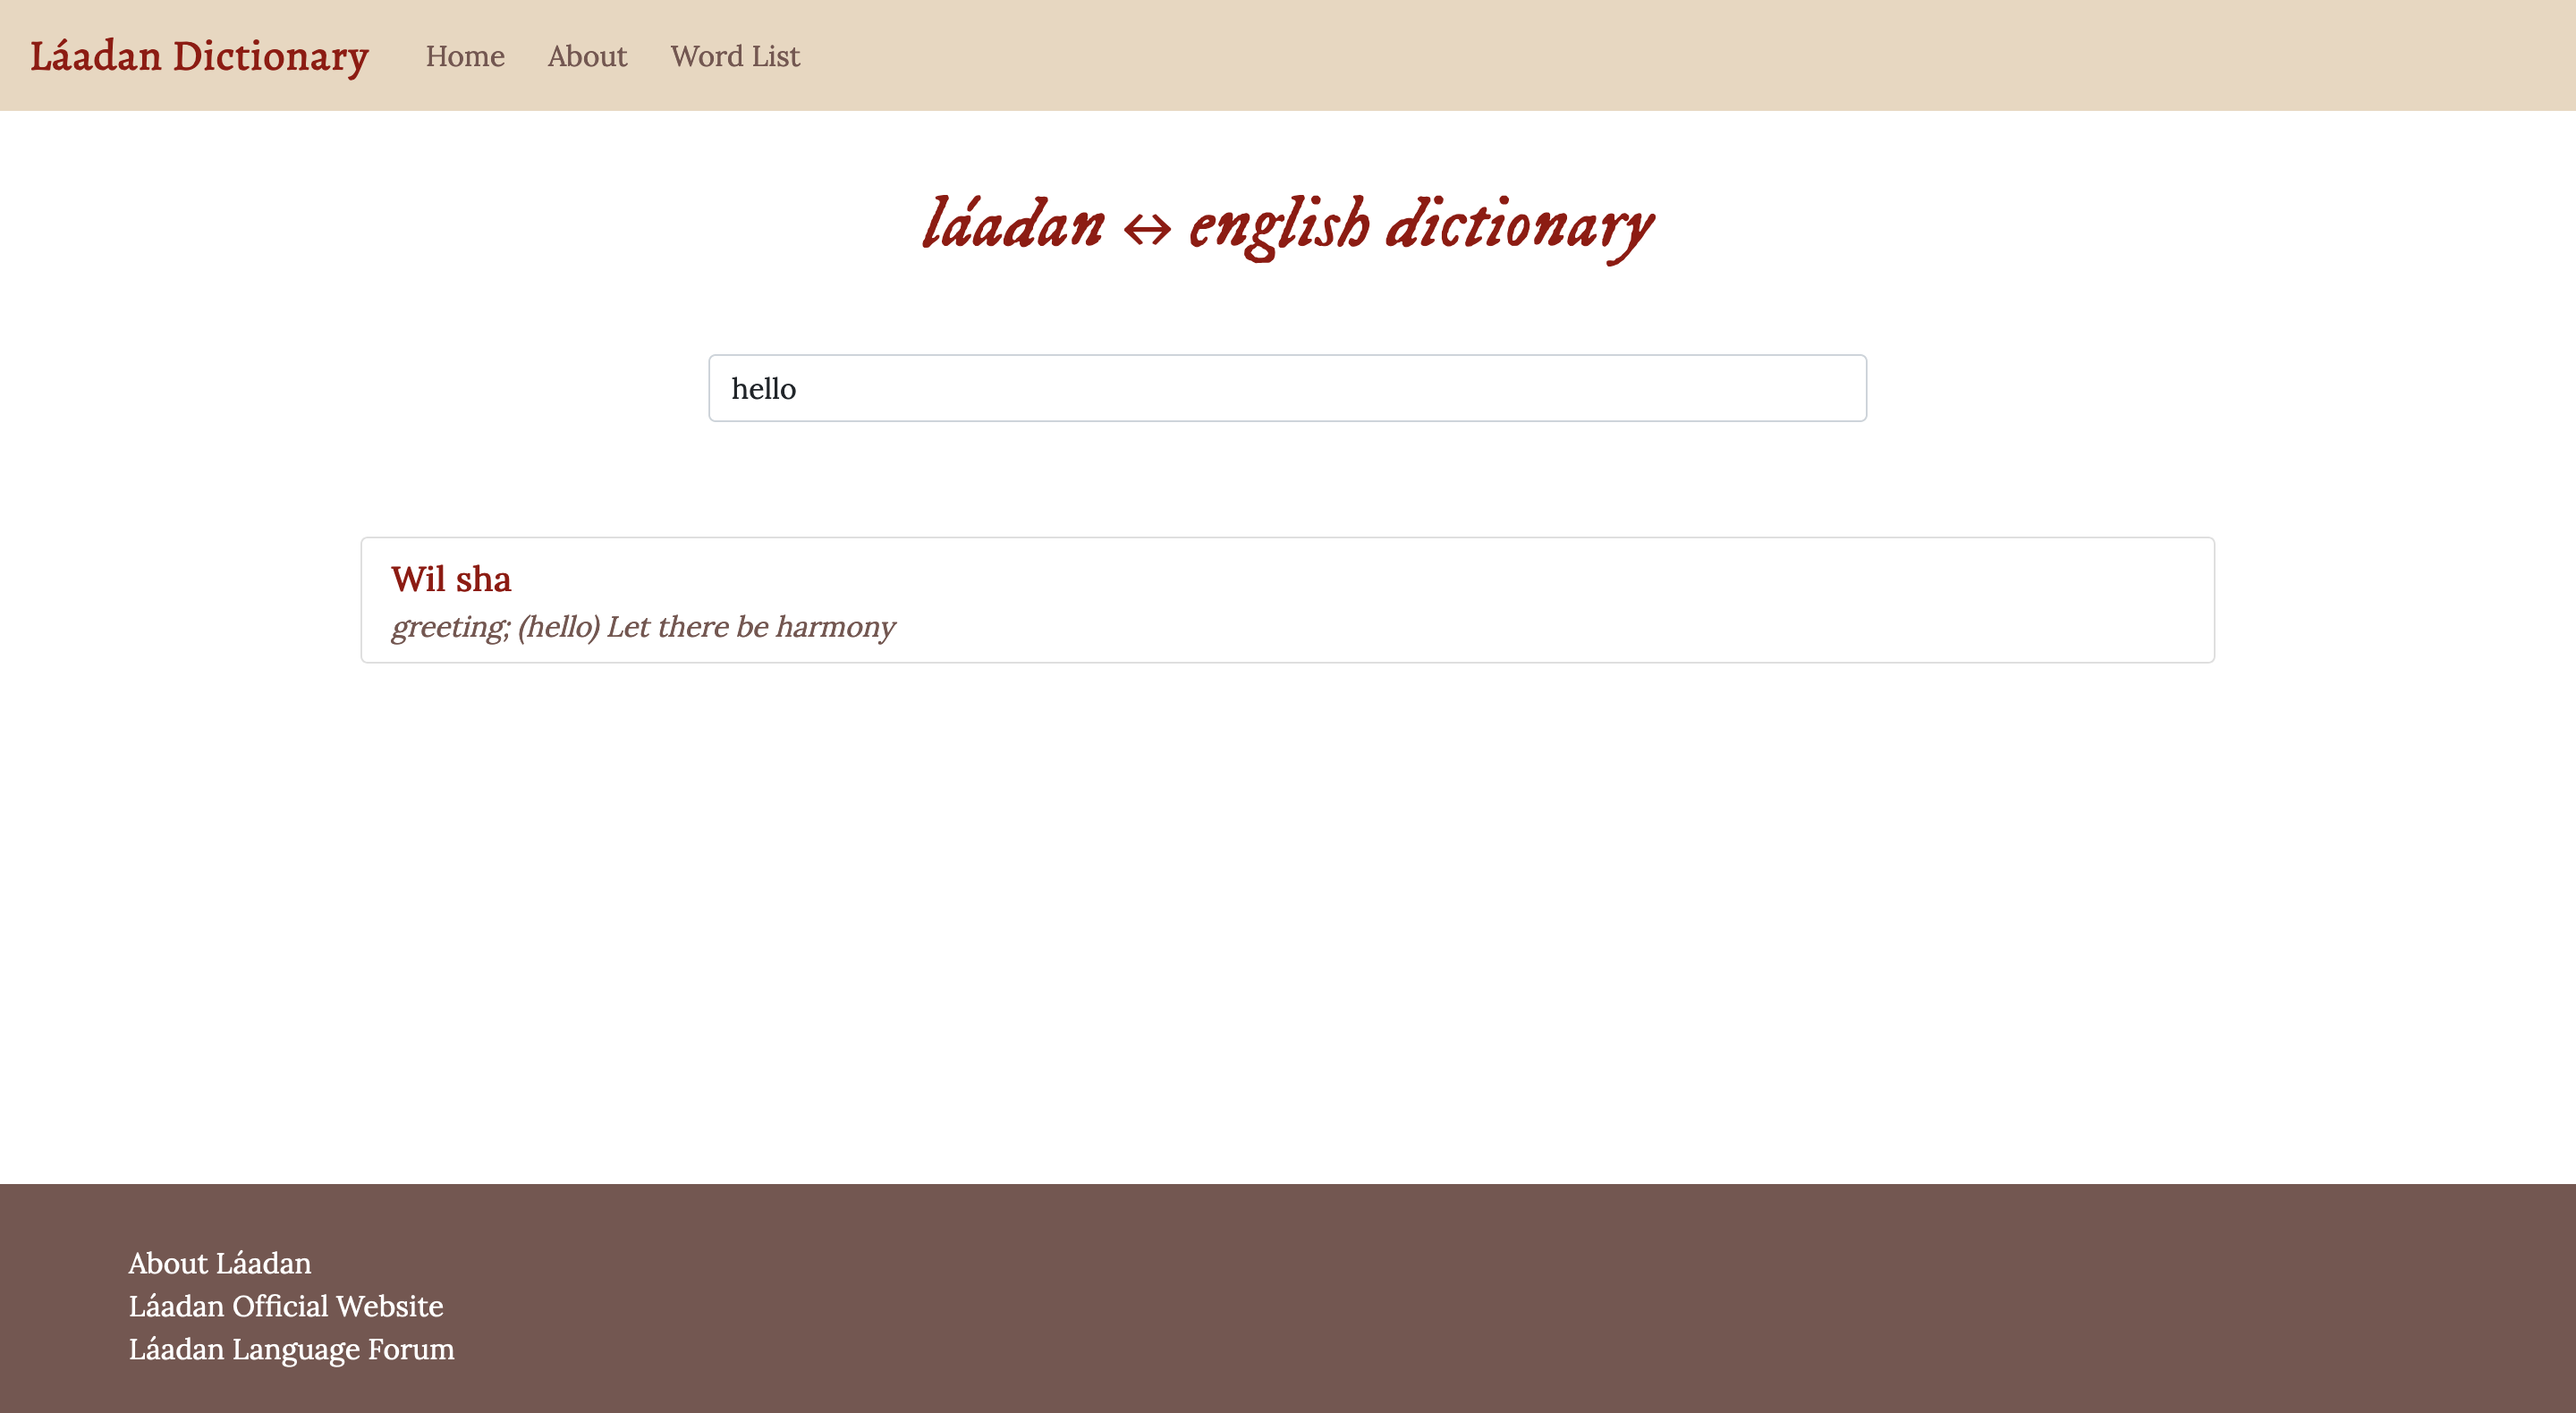 Láadan Dictionary Home About Word List
láadan ↔ english dictionary
hello
Wil sha
greeting; (hello) Let there be harmony
About Láadan
Láadan Official Website
Láadan Language Forum